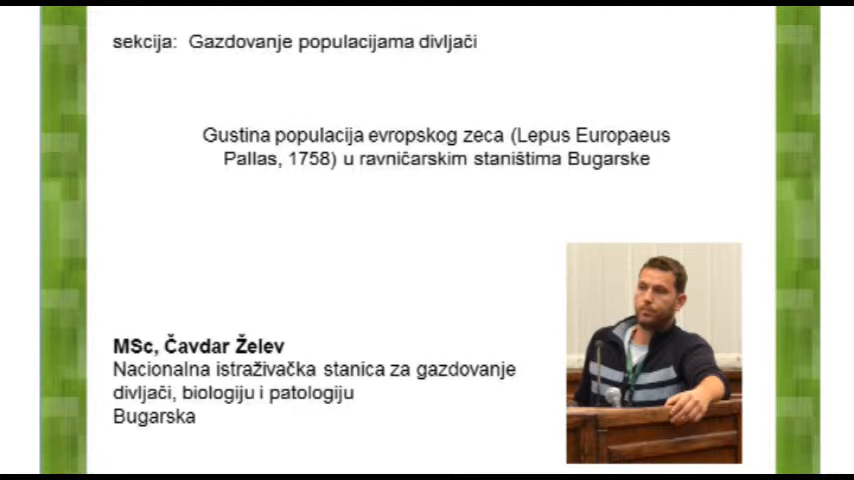 sekcija: Gazdovanje populacijama divljači
Gustina populacija evropskog zeca (Lepus Europaeus
Pallas, 1758) u ravničarskim staništima Bugarske
MSc, Čavdar Želev
Nacionalna istraživačka stanica za gazdovanje
divljači, biologiju i patologiju
Bugarska